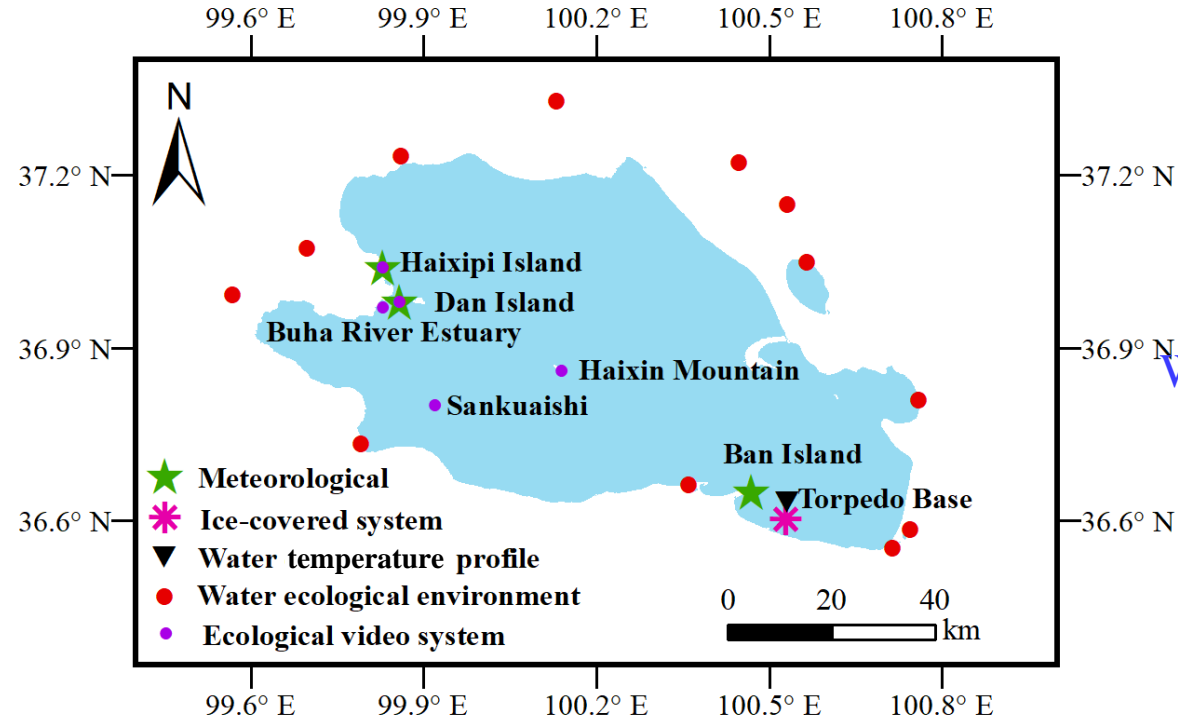 99.6° E 99.9° E 100.2° E 100.5° E 100.8° E
N
37.2° N 37.2° N
Haixipi Island
Dan Island
Buha River Estuary
36.9° N 36.9° N
Haixin Mountain
Sankuaishi
Ban Island
Meteorological
Torpedo Base
Ice-covered system
36.6° N 36.6° N
Water temperature profile
Water ecological environment
0 20 40
km
Ecological video system
99.6° E 99.9° E 100.2° E 100.5° E 100.8° E